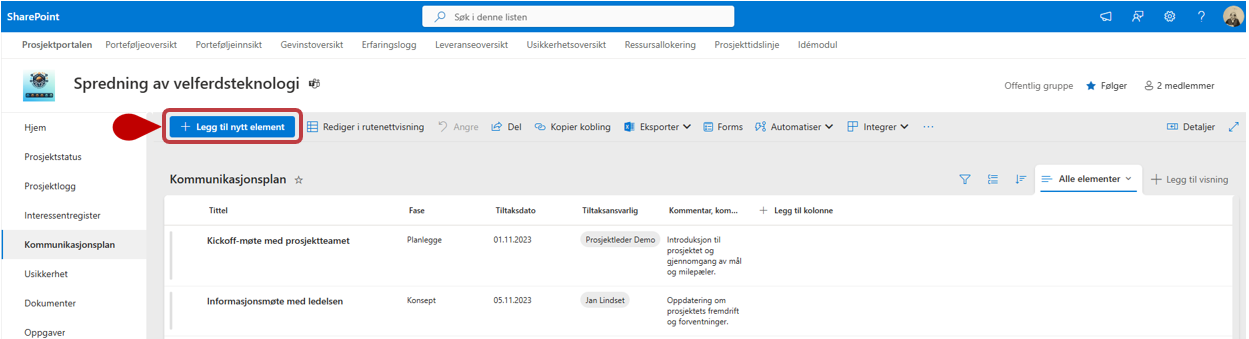 SharePoint
Søk i denne listen
?
Prosjektportalen Porteføljeoversikt Porteføljeinnsikt Gevinstoversikt Erfaringslogg Leveranseoversikt Usikkerhetsoversikt Ressursallokering Prosjekttidslinje Idémodul
Spredning av velferdsteknologi
Offentlig gruppe Følger 2 medlemmer
Hjem
Prosjektstatus
Prosjektlogg
Interessentregister
Kommunikasjonsplan
Usikkerhet
Dokumenter
Oppgaver
Legg til nytt element Rediger i rutenettvisning Angre Del Kopier kobling Eksporter Forms Automatiser Integrer ... Detaljer
Kommunikasjonsplan
Alle elementer Legg til visning
Tittel Fase Tiltaksdato Tiltaksansvarlig Kommentar, kom... Legg til kolonne
Kickoff-møte med prosjektteamet Planlegge 01.11.2023 Prosjektleder Demo Introduksjon til
prosjektet og
gjennomgang av mål
og milepæler.
Informasjonsmøte med ledelsen Konsept 05.11.2023 Jan Lindset Oppdatering om
prosjektets fremdrift
og forventninger.